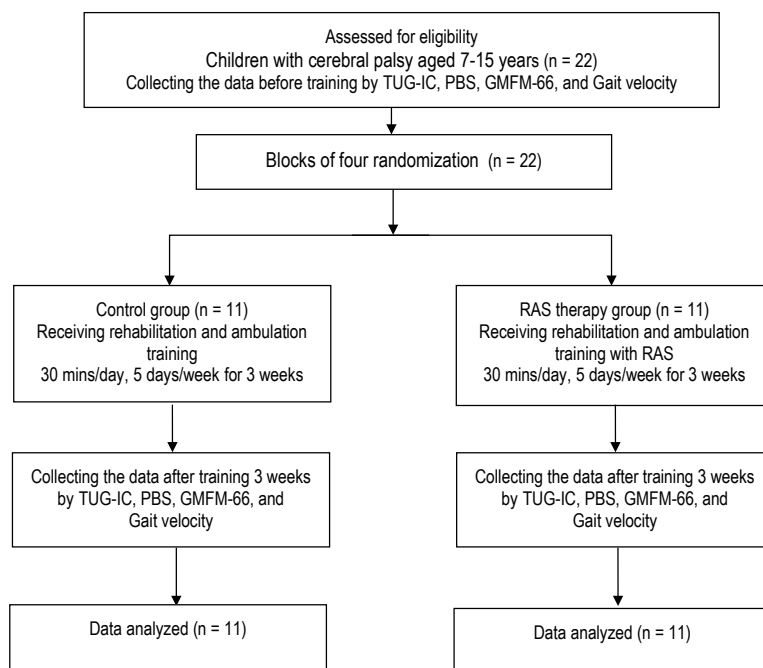 Assessed for eligibility
Children with cerebral palsy aged 7-15 years (n = 22)
Collecting the data before training by TUG-IC, PBS, GMFM-66, and Gait velocity
Blocks of four randomization (n = 22)
Control group (n = 11)
Receiving rehabilitation and ambulation
training
30 mins/day, 5 days/week for 3 weeks
RAS therapy group (n = 11)
Receiving rehabilitation and ambulation
training with RAS
30 mins/day, 5 days/week for 3 weeks
Collecting the data after training 3 weeks
by TUG-IC, PBS, GMFM-66, and
Gait velocity
Collecting the data after training 3 weeks
by TUG-IC, PBS, GMFM-66, and
Gait velocity
Data analyzed (n = 11)
Data analyzed (n = 11)